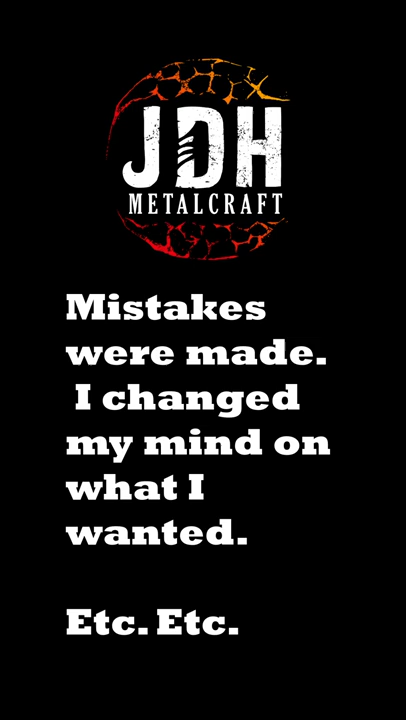 JDH
METALCRAFT
Mistakes
were made.
I changed
my mind on
what I
wanted.
Etc. Etc.